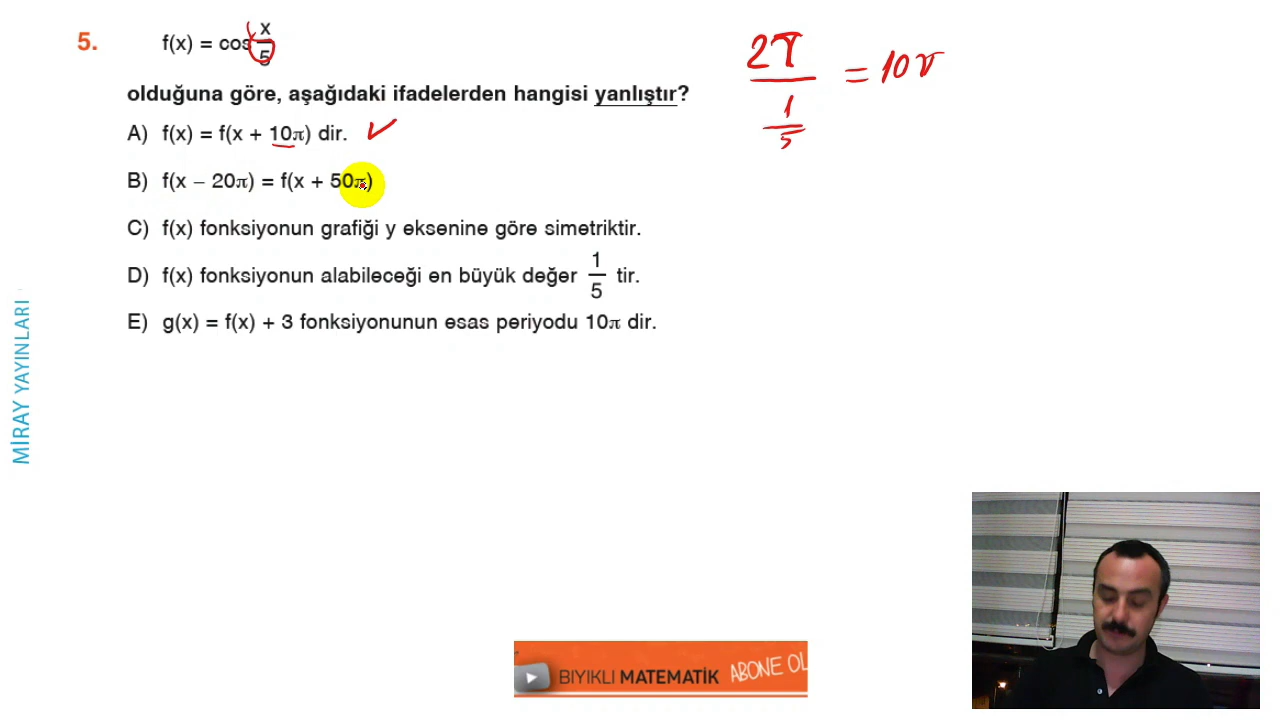 5. f(x) = cos x/5
olduğuna göre, aşağıdaki ifadelerden hangisi yanlıştır?
A) f(x) = f(x + 10π) dir. ✓
B) f(x – 20π) = f(x + 50π)
C) f(x) fonksiyonun grafiği y eksenine göre simetriktir.
D) f(x) fonksiyonun alabileceği en büyük değer 1/5 tir.
E) g(x) = f(x) + 3 fonksiyonunun esas periyodu 10π dir.
2π / (1/5) = 10π
MİRAY YAYINLARI
BIYIKLI MATEMATİK ABONE OL